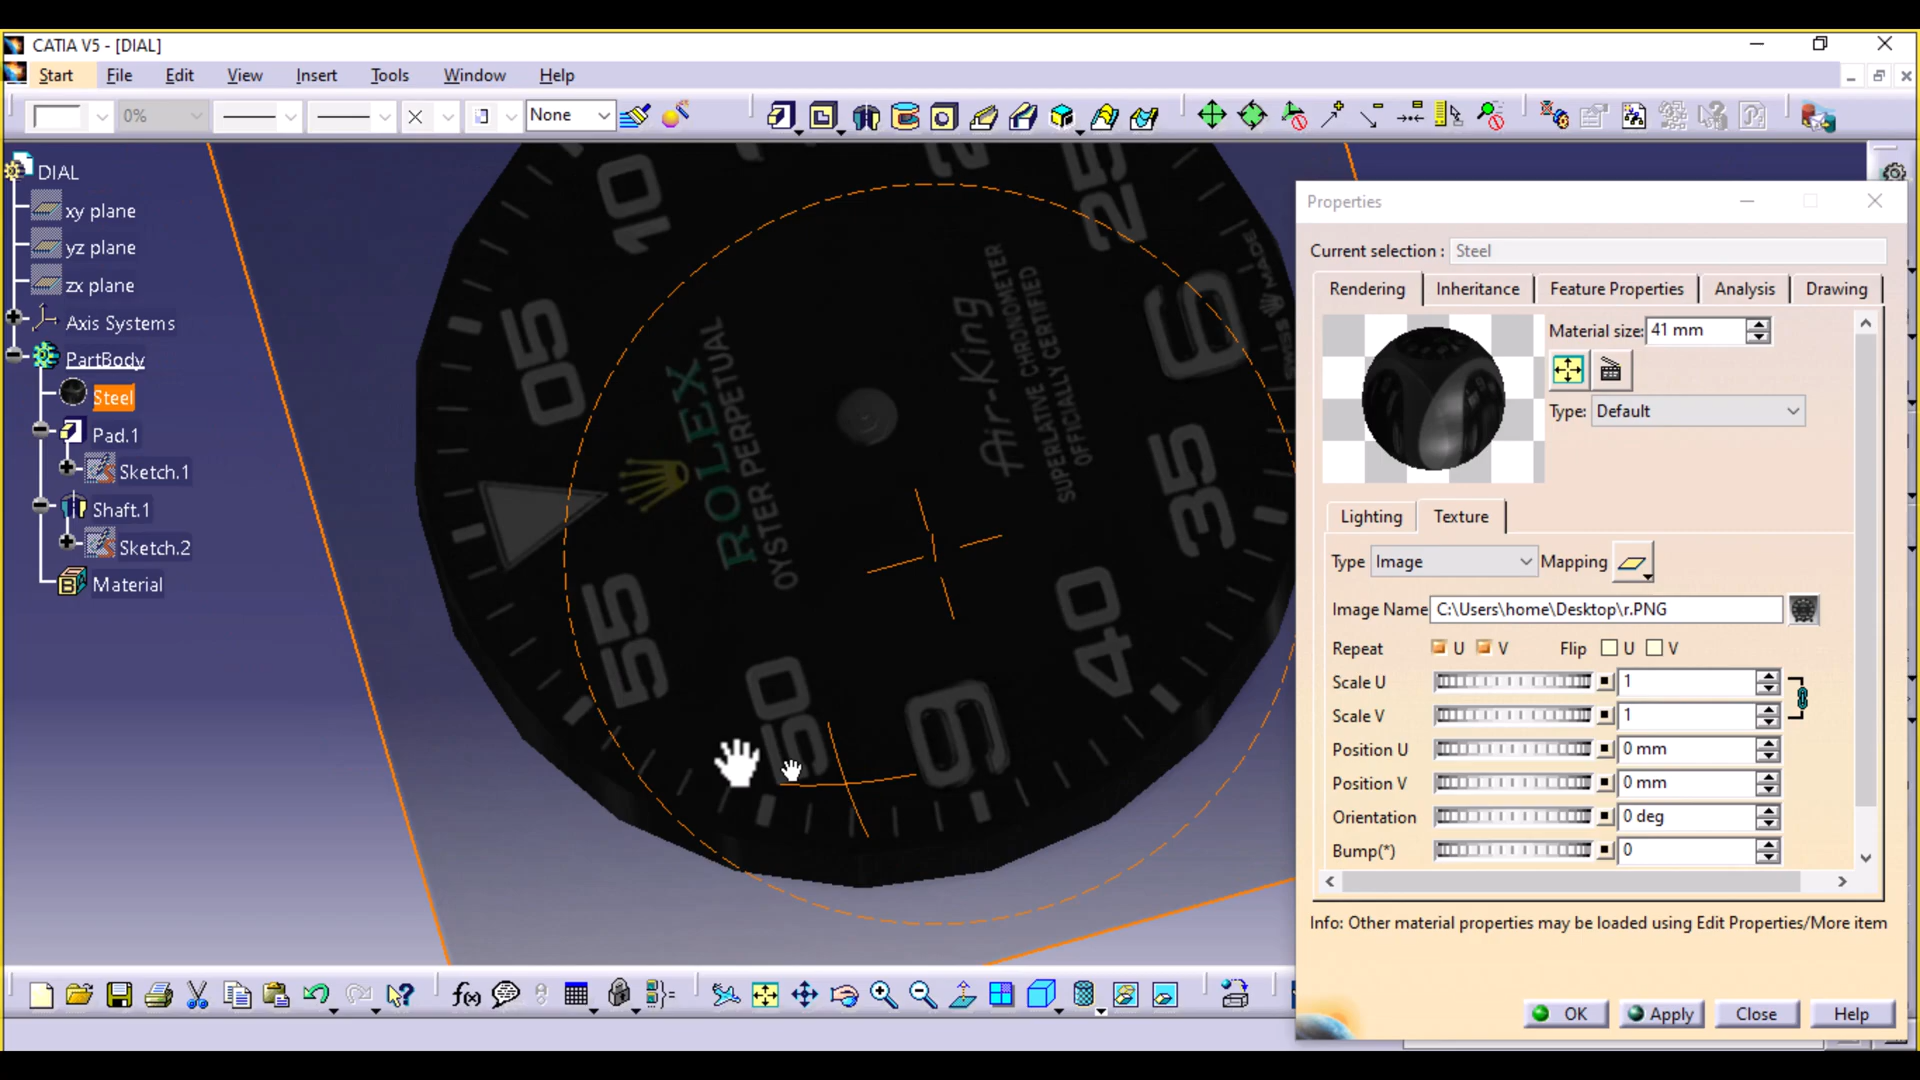 CATIA V5 - [DIAL]
Start File Edit View Insert Tools Window Help
0%
None
DIAL
xy plane
yz plane
zx plane
Axis Systems
PartBody
Steel
Pad.1
Sketch.1
Shaft.1
Sketch.2
Material
10
25
05
6
ROLEX
OYSTER PERPETUAL
Air-King
SUPERLATIVE CHRONOMETER
OFFICIALLY CERTIFIED
SWISS MADE
35
55
50
40
9
Properties
Current selection : Steel
Rendering Inheritance Feature Properties Analysis Drawing
Material size: 41 mm
Type: Default
Lighting Texture
Type Image Mapping
Image Name C:\Users\home\Desktop\r.PNG
Repeat U V Flip U V
Scale U 1
Scale V 1
Position U 0 mm
Position V 0 mm
Orientation 0 deg
Bump(*) 0
Info: Other material properties may be loaded using Edit Properties/More item
f(x)
OK Apply Close Help